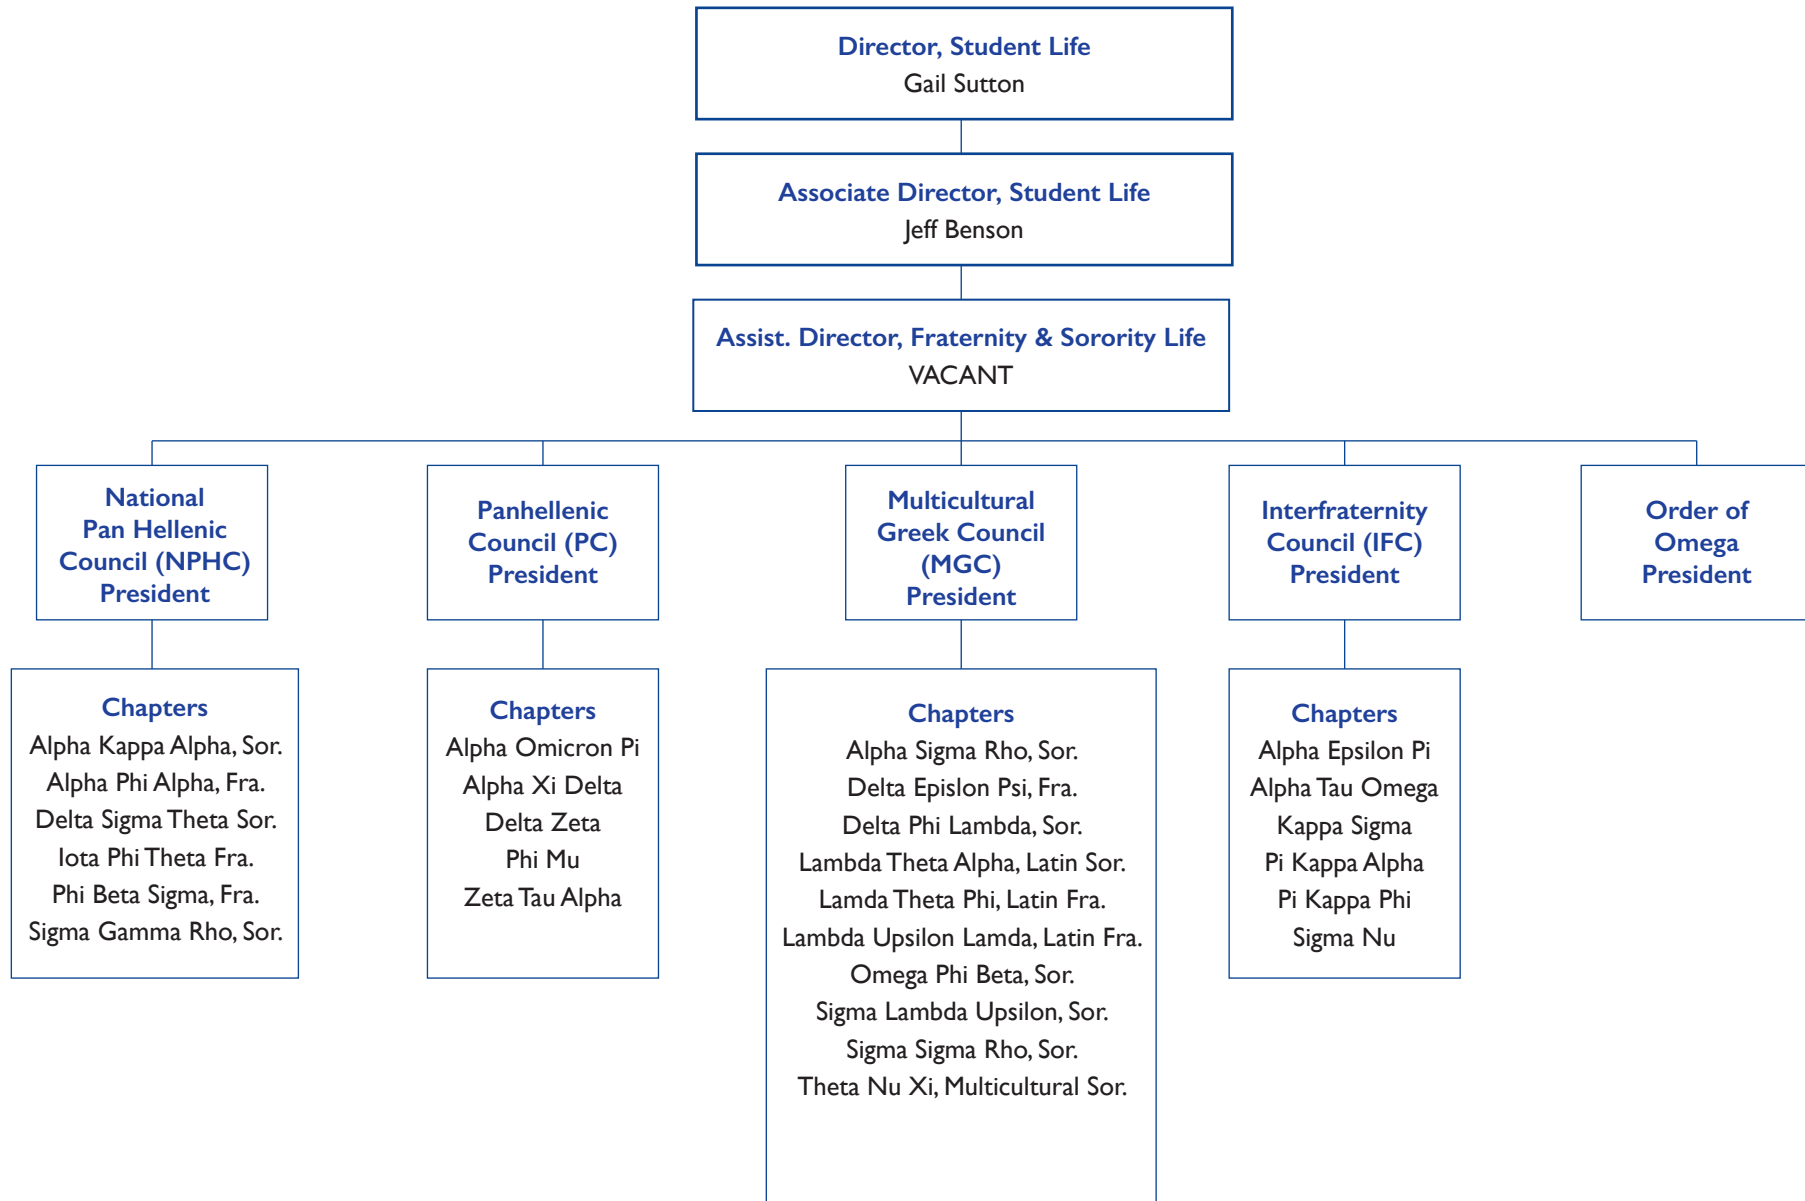 Director, Student Life
Gail Sutton
Associate Director, Student Life
Jeff Benson
Assist. Director, Fraternity & Sorority Life
VACANT
National
Pan Hellenic
Council (NPHC)
President
Panhellenic
Council (PC)
President
Multicultural
Greek Council
(MGC)
President
Interfraternity
Council (IFC)
President
Order of
Omega
President
Chapters
Alpha Kappa Alpha, Sor.
Alpha Phi Alpha, Fra.
Delta Sigma Theta Sor.
Iota Phi Theta Fra.
Phi Beta Sigma, Fra.
Sigma Gamma Rho, Sor.
Chapters
Alpha Omicron Pi
Alpha Xi Delta
Delta Zeta
Phi Mu
Zeta Tau Alpha
Chapters
Alpha Sigma Rho, Sor.
Delta Epislon Psi, Fra.
Delta Phi Lambda, Sor.
Lambda Theta Alpha, Latin Sor.
Lamda Theta Phi, Latin Fra.
Lambda Upsilon Lamda, Latin Fra.
Omega Phi Beta, Sor.
Sigma Lambda Upsilon, Sor.
Sigma Sigma Rho, Sor.
Theta Nu Xi, Multicultural Sor.
Chapters
Alpha Epsilon Pi
Alpha Tau Omega
Kappa Sigma
Pi Kappa Alpha
Pi Kappa Phi
Sigma Nu